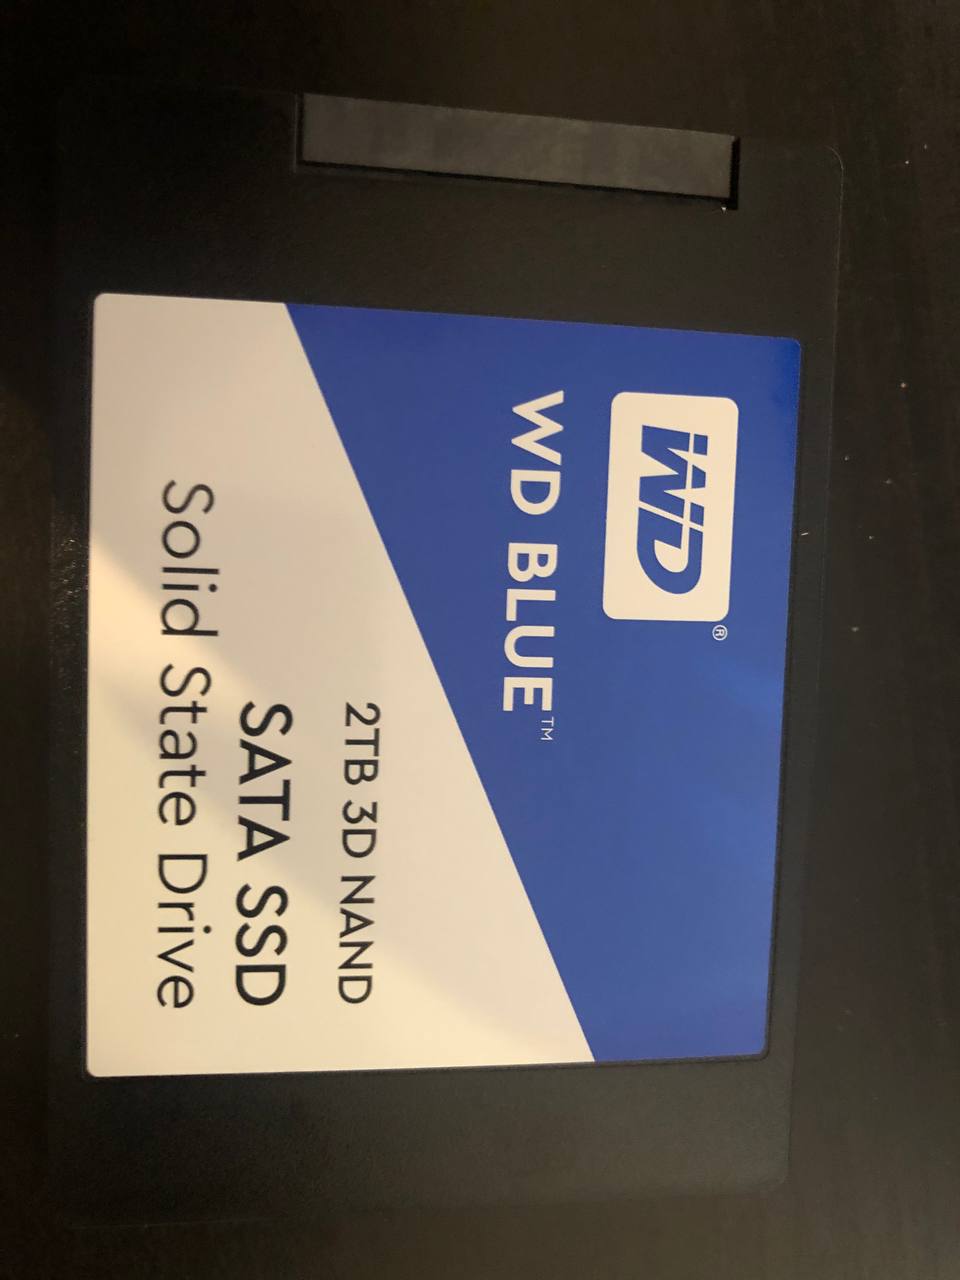 WD®
WD BLUE™
2TB 3D NAND
SATA SSD
Solid State Drive